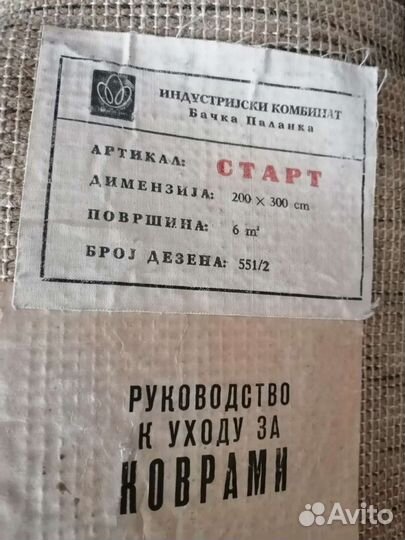 ИНДУСТРИЈСКИ КОМБИНАТ
Бачка Паланка
АРТИКАЛ: СТАРТ
ДИМЕНЗИЈА: 200 × 300 cm
ПОВРШИНА: 6 m²
БРОЈ ДЕЗЕНА: 551/2
РУКОВОДСТВО
К УХОДУ ЗА
КОВРАМИ
Avito